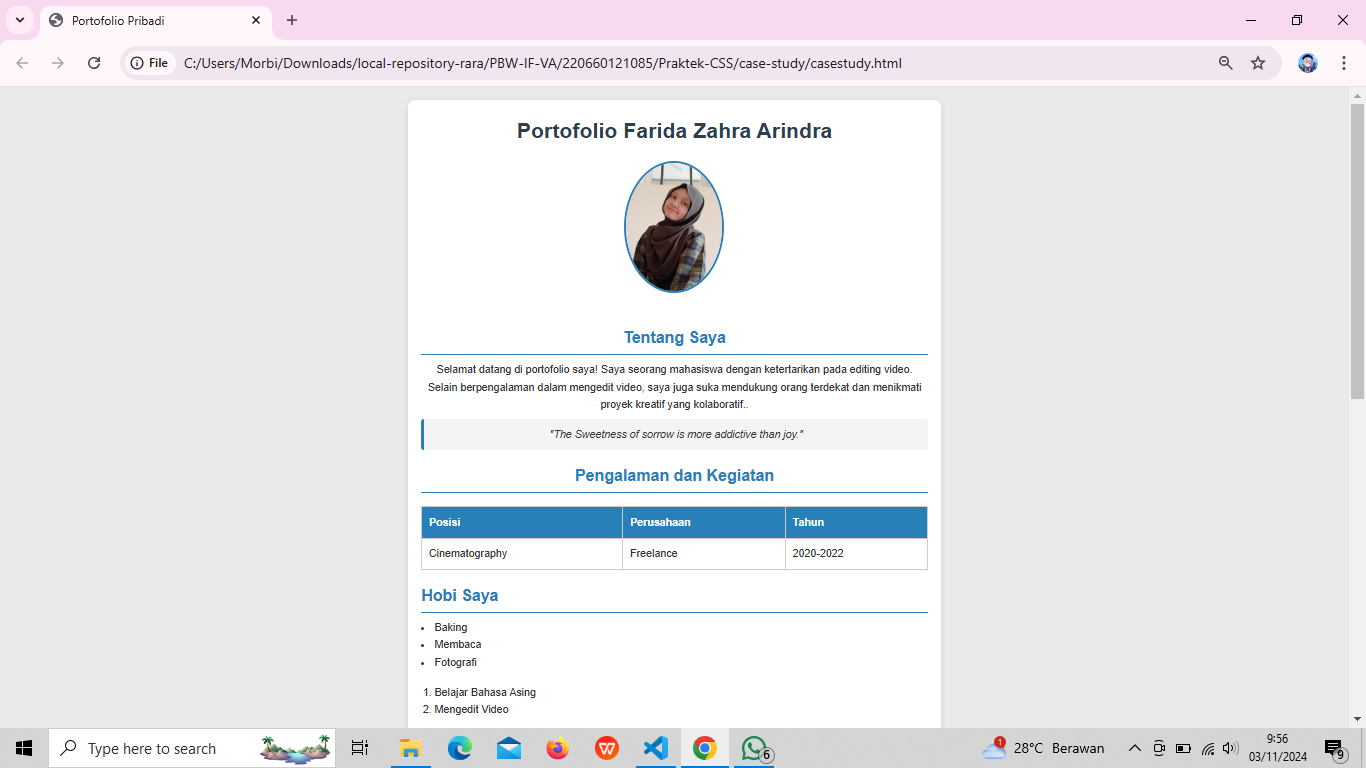 Portofolio Pribadi
File
C:/Users/Morbi/Downloads/local-repository-rara/PBW-IF-VA/220660121085/Praktek-CSS/case-study/casestudy.html
Portofolio Farida Zahra Arindra
Tentang Saya
Selamat datang di portofolio saya! Saya seorang mahasiswa dengan ketertarikan pada editing video.
Selain berpengalaman dalam mengedit video, saya juga suka mendukung orang terdekat dan menikmati
proyek kreatif yang kolaboratif..
"The Sweetness of sorrow is more addictive than joy."
Pengalaman dan Kegiatan
Posisi Perusahaan Tahun
Cinematography Freelance 2020-2022
Hobi Saya
• Baking
• Membaca
• Fotografi
1. Belajar Bahasa Asing
2. Mengedit Video
Type here to search
W
6
1
28°C Berawan
9:56
03/11/2024
9